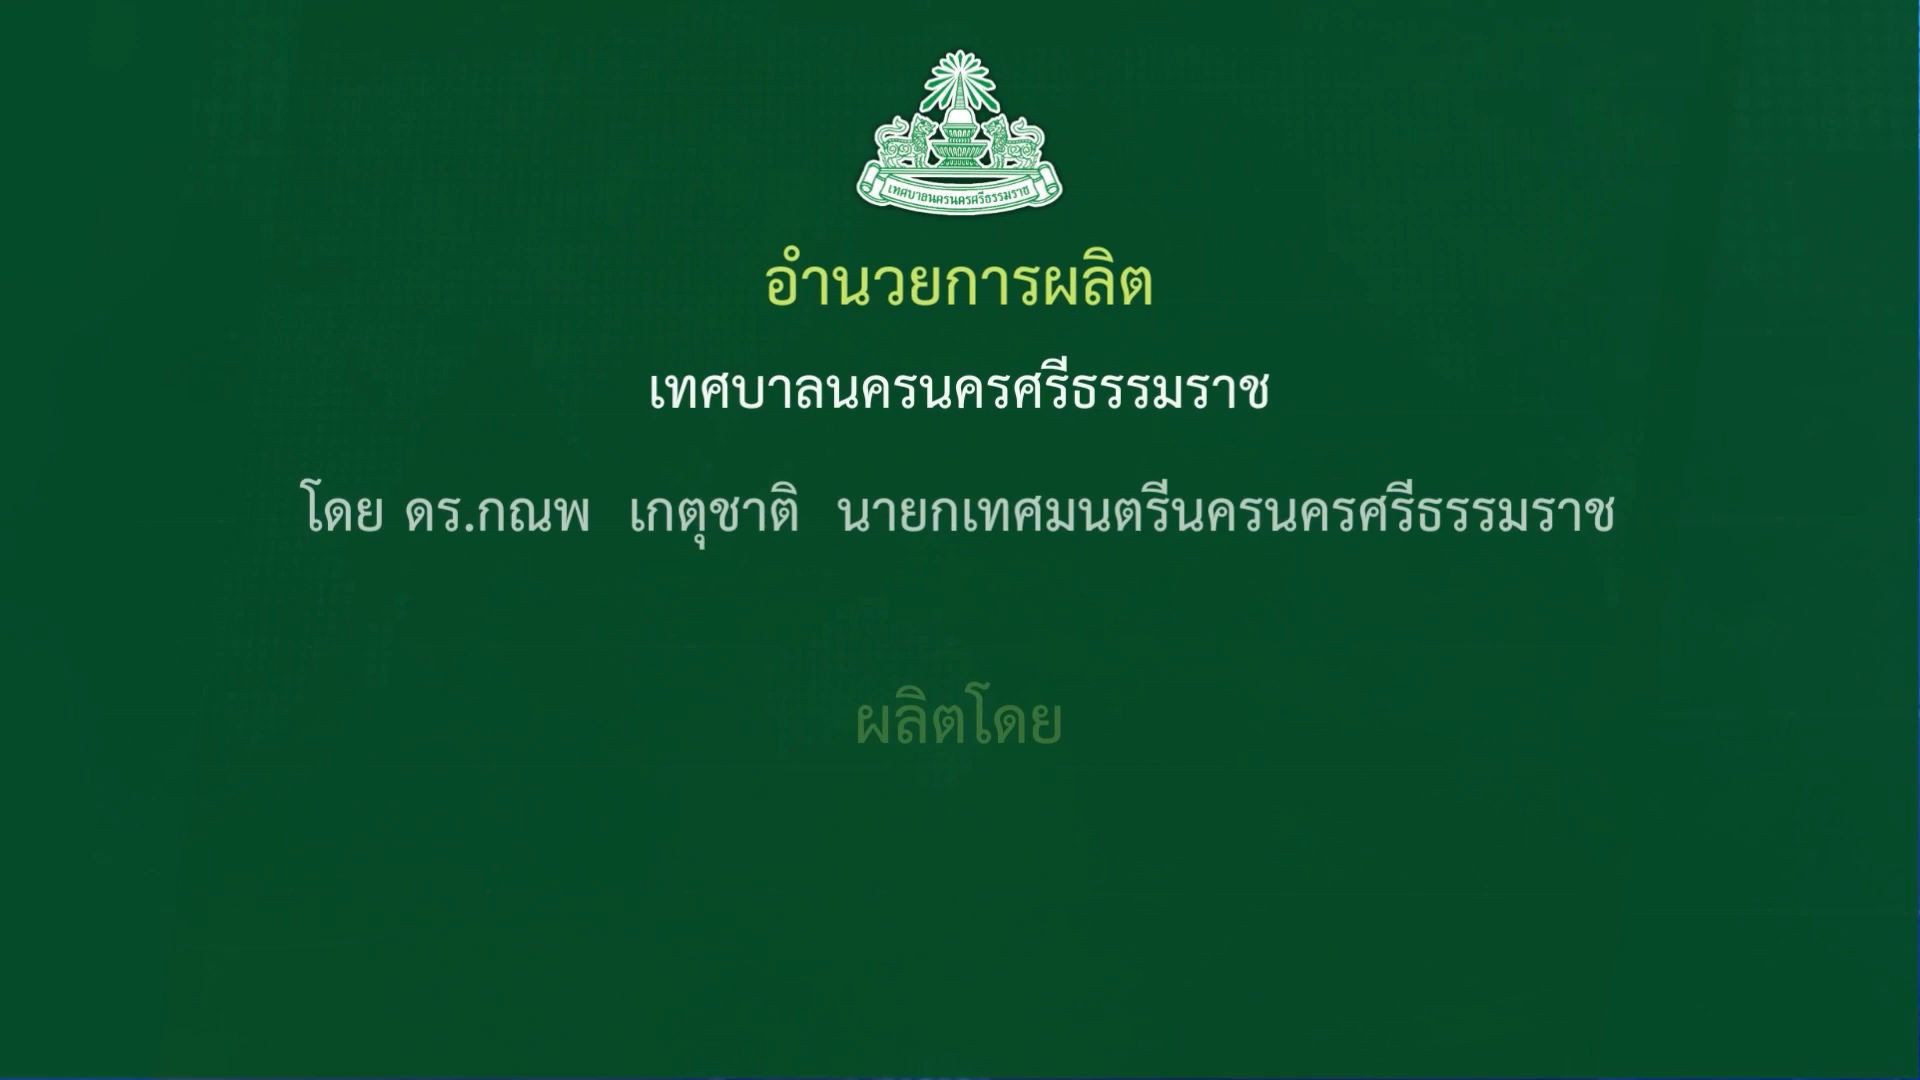 เทศบาลนครนครศรีธรรมราช
อำนวยการผลิต
เทศบาลนครนครศรีธรรมราช
โดย ดร.กณพ เกตุชาติ นายกเทศมนตรีนครนครศรีธรรมราช
ผลิตโดย